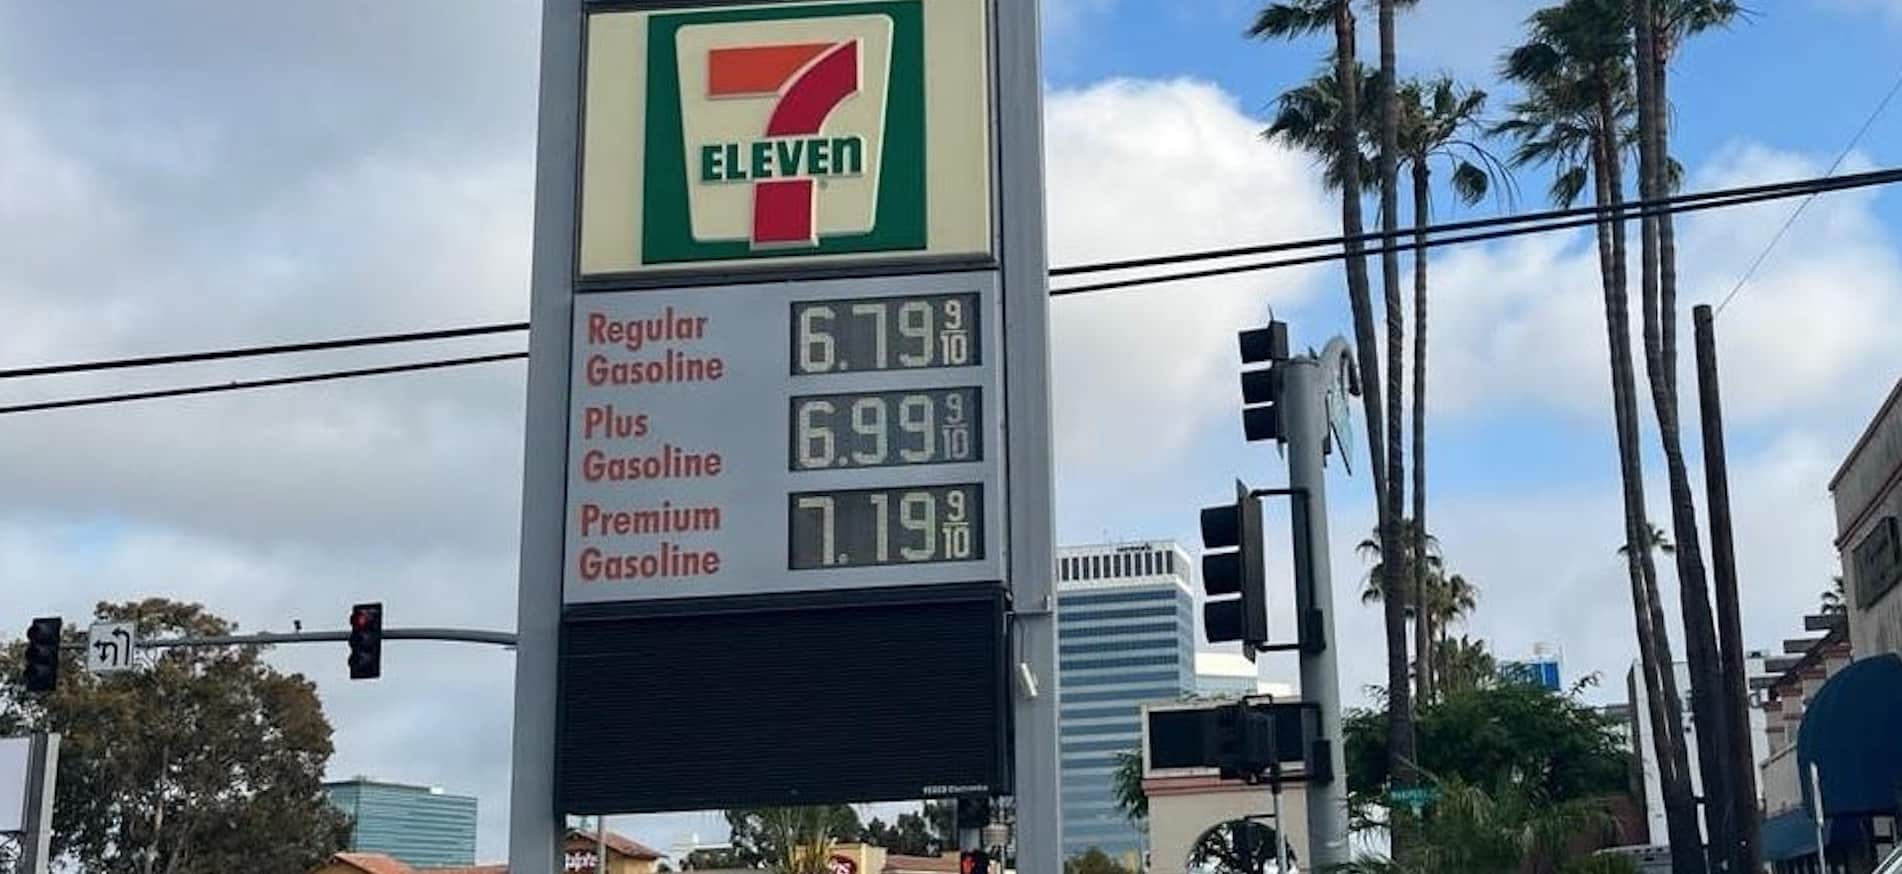 7
ELEVEn
Regular
Gasoline
6.79 9/10
Plus
Gasoline
6.99 9/10
Premium
Gasoline
7.19 9/10